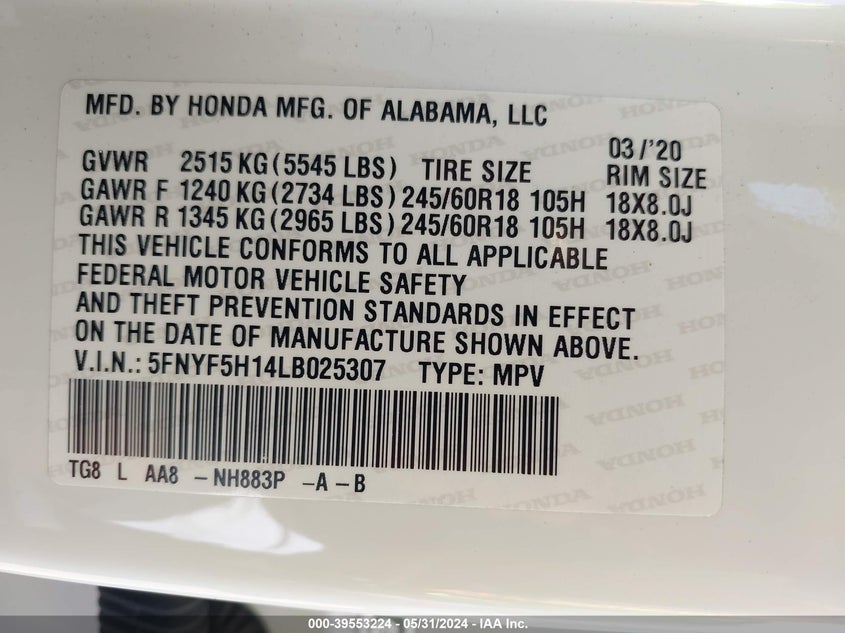 MFD. BY HONDA MFG. OF ALABAMA, LLC
03/'20
GVWR 2515 KG (5545 LBS) TIRE SIZE RIM SIZE
GAWR F 1240 KG (2734 LBS) 245/60R18 105H 18X8.0J
GAWR R 1345 KG (2965 LBS) 245/60R18 105H 18X8.0J
THIS VEHICLE CONFORMS TO ALL APPLICABLE
FEDERAL MOTOR VEHICLE SAFETY
AND THEFT PREVENTION STANDARDS IN EFFECT
ON THE DATE OF MANUFACTURE SHOWN ABOVE.
V.I.N.: 5FNYF5H14LB025307 TYPE: MPV
TG8 L AA8 - NH883P -A - B
000-39553224 - 05/31/2024 - IAA Inc.